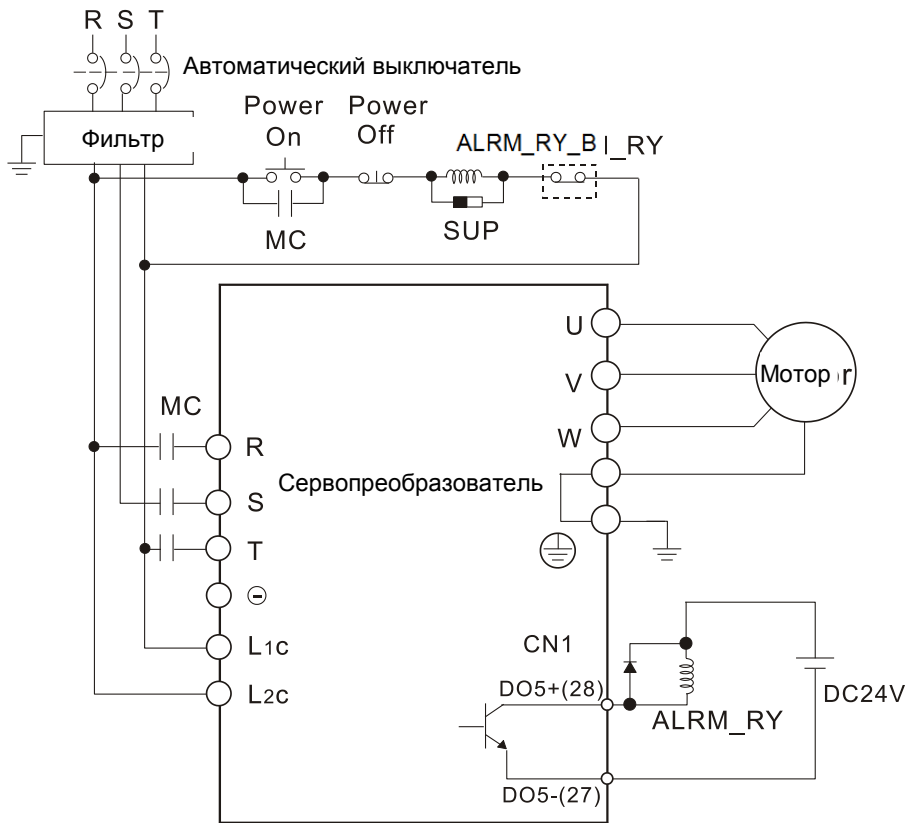 R S T
Автоматический выключатель
Power On
Power Off
Фильтр
ALRM_RY_B I_RY
MC
SUP
U
V
W
Мотор r
MC
R
S
T
Сервопреобразователь
L1c
L2c
CN1
DO5+(28)
ALRM_RY
DC24V
DO5-(27)